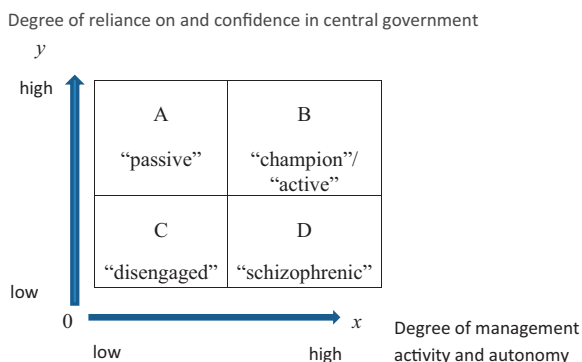 Degree of reliance on and confidence in central government
y
high
A
B
“passive”
“champion”/
“active”
C
D
“disengaged”
“schizophrenic”
low
0
x
Degree of management
low
high
activity and autonomy